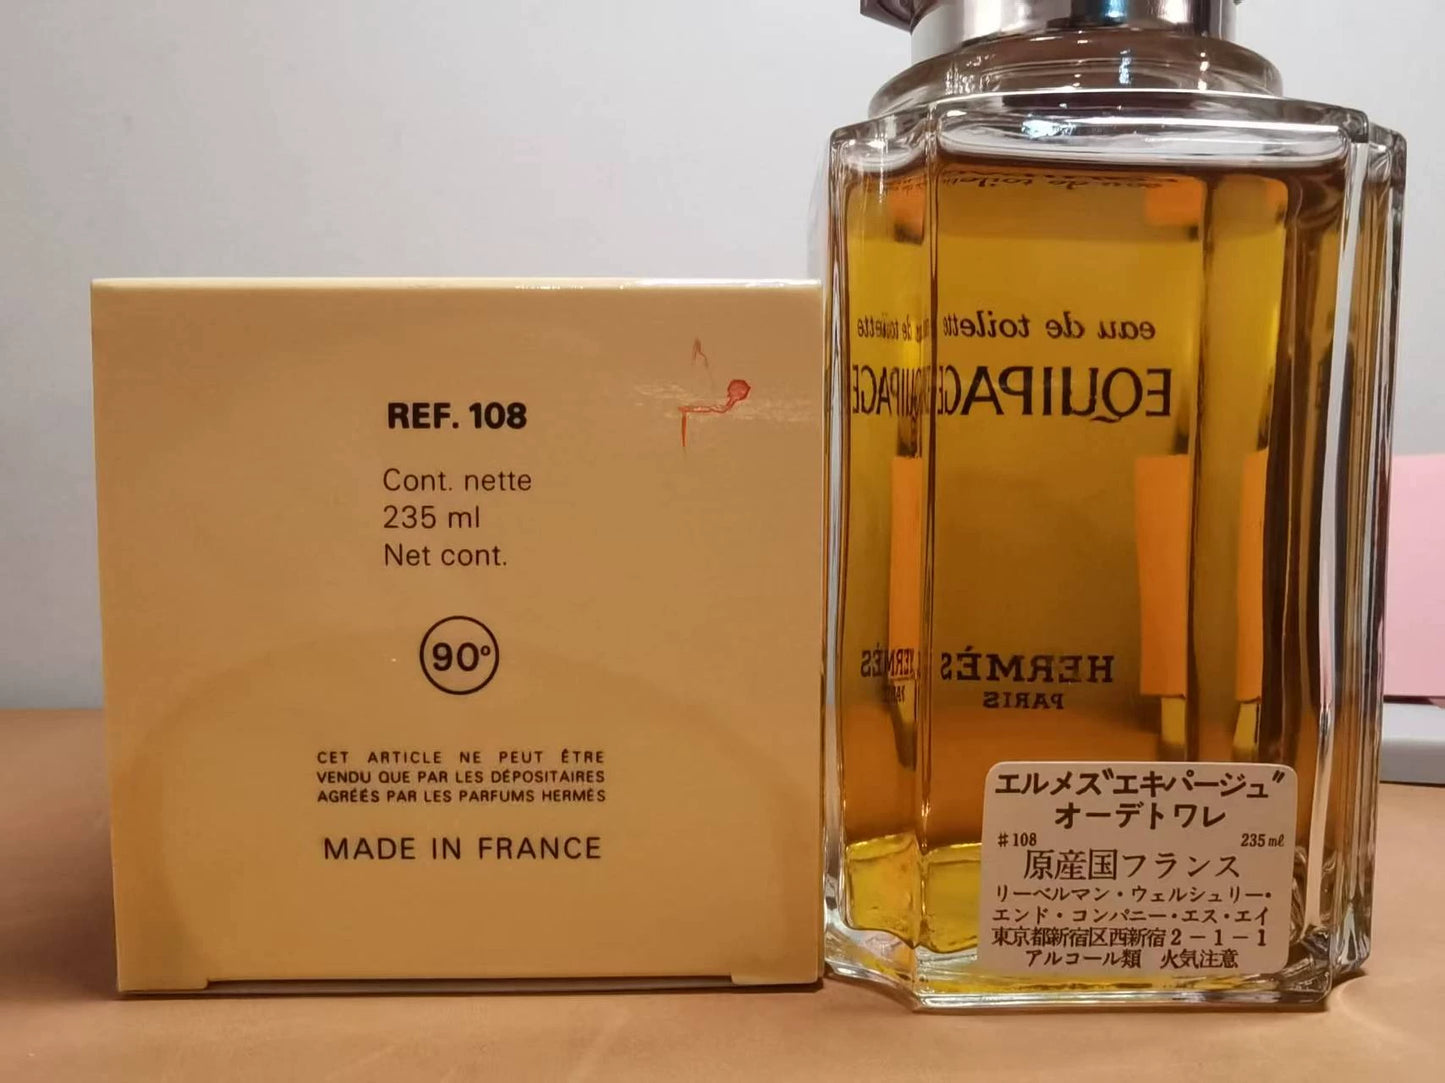 REF. 108
Cont. nette
235 ml
Net cont.
90°
CET ARTICLE NE PEUT ÊTRE
VENDU QUE PAR LES DÉPOSITAIRES
AGRÉÉS PAR LES PARFUMS HERMÈS
MADE IN FRANCE
eau de toilette
EQUIPAGE
HERMÈS
PARIS
エルメズ〝エキパージュ〟
オーデトワレ
♯108 235㎖
原産国フランス
リーベルマン・ウェルシュリー・
エンド・コンパニー・エス・エイ
東京都新宿区西新宿2－1－1
アルコール類 火気注意